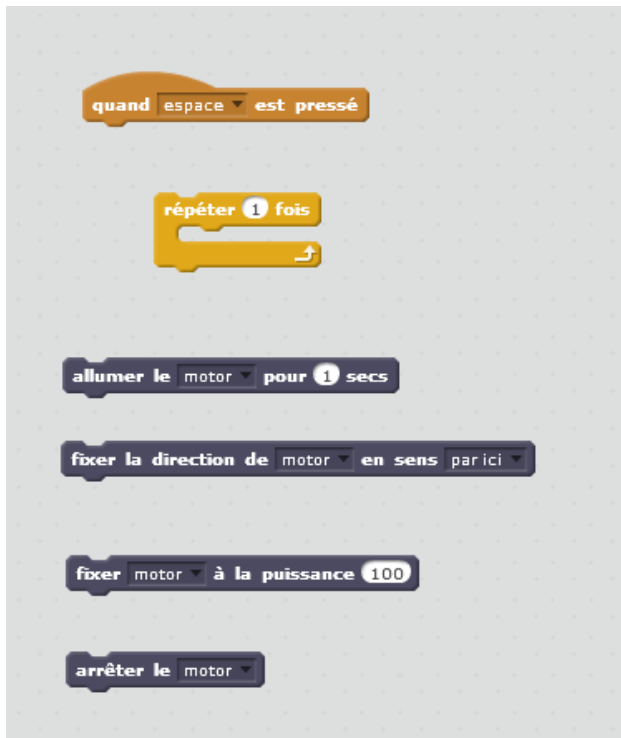 quand espace est pressé
répéter 1 fois
allumer le motor pour 1 secs
fixer la direction de motor en sens par ici
fixer motor à la puissance 100
arrêter le motor